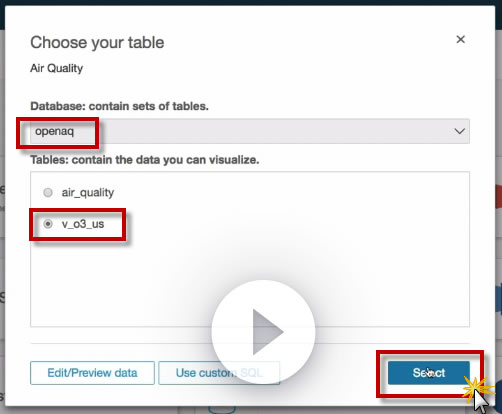 Choose your table
Air Quality
Database: contain sets of tables.
openaq
Tables: contain the data you can visualize.
air_quality
v_o3_us
Edit/Preview data
Use custom SQL
Select